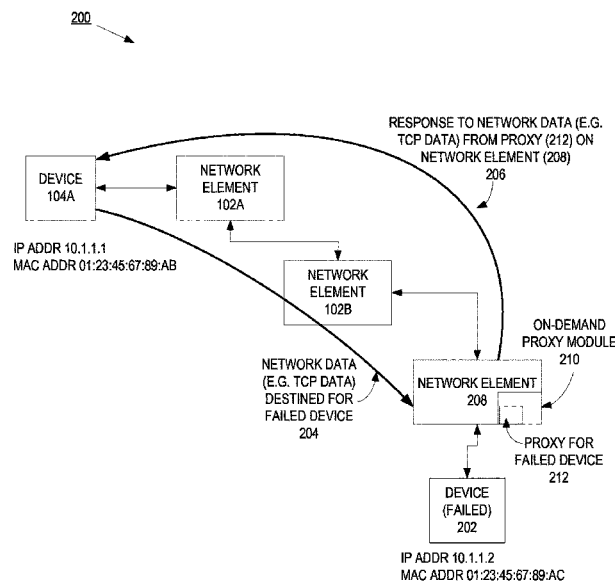 200
RESPONSE TO NETWORK DATA (E.G.
TCP DATA) FROM PROXY (212) ON
NETWORK ELEMENT (208)
206
DEVICE
104A
NETWORK
ELEMENT
102A
IP ADDR 10.1.1.1
MAC ADDR 01:23:45:67:89:AB
NETWORK
ELEMENT
102B
ON-DEMAND
PROXY MODULE
210
NETWORK DATA
(E.G. TCP DATA)
DESTINED FOR
FAILED DEVICE
204
NETWORK ELEMENT
208
PROXY FOR
FAILED DEVICE
212
DEVICE
(FAILED)
202
IP ADDR 10.1.1.2
MAC ADDR 01:23:45:67:89:AC